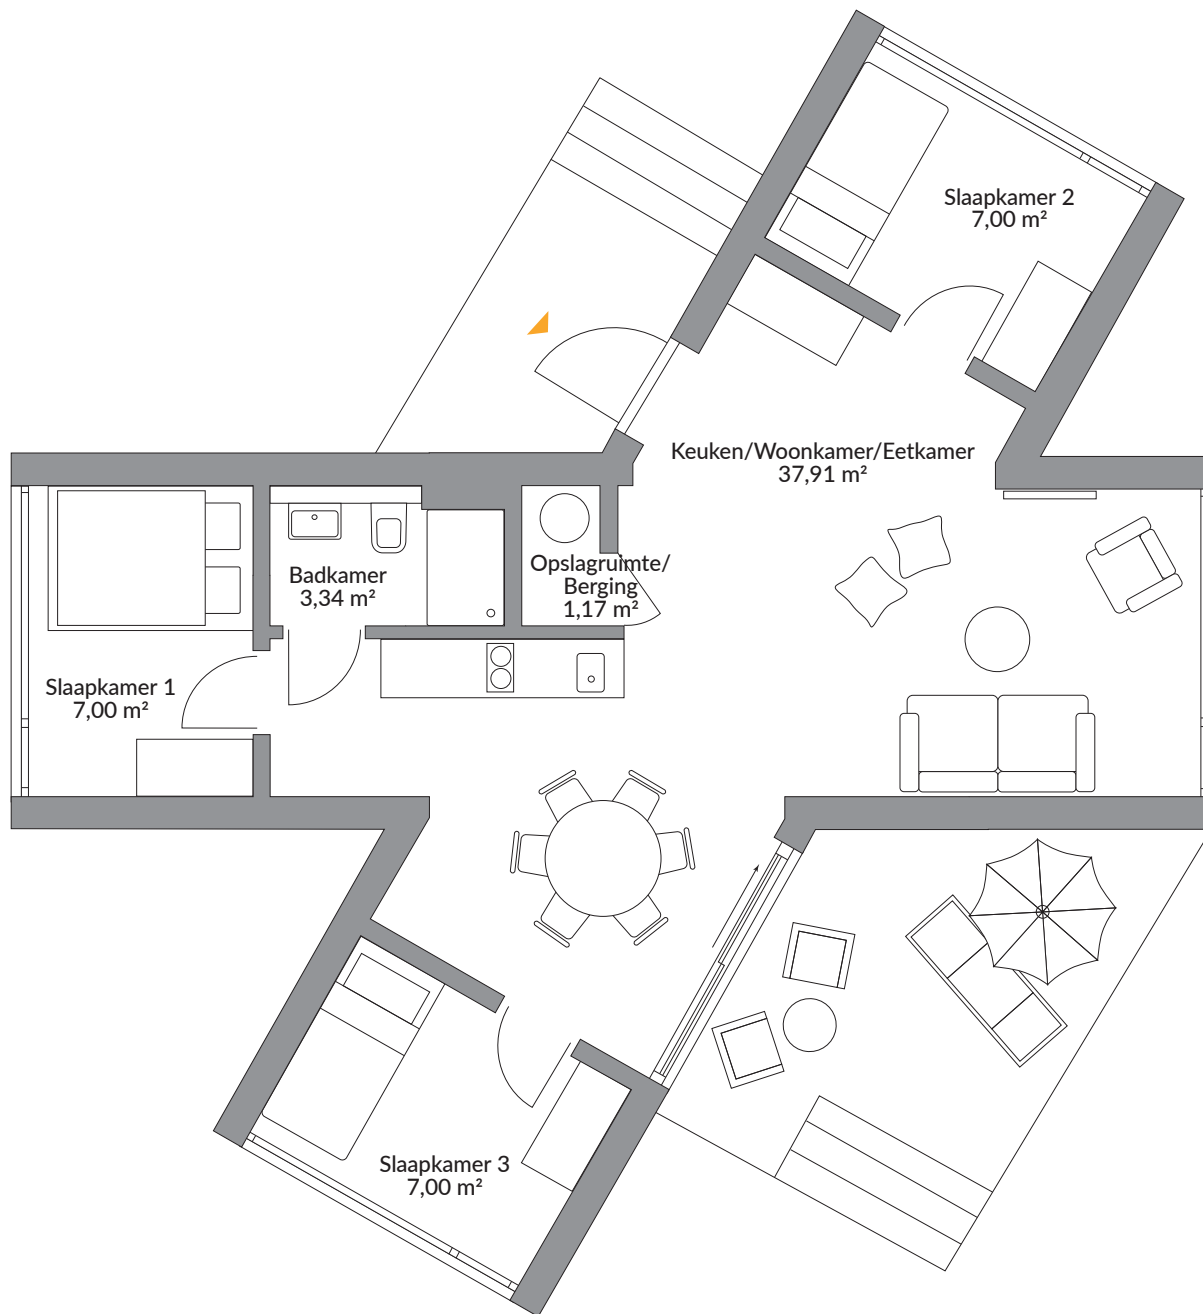 Slaapkamer 2
7,00 m²
Keuken/Woonkamer/Eetkamer
37,91 m²
Opslagruimte/
Berging
1,17 m²
Badkamer
3,34 m²
Slaapkamer 1
7,00 m²
Slaapkamer 3
7,00 m²